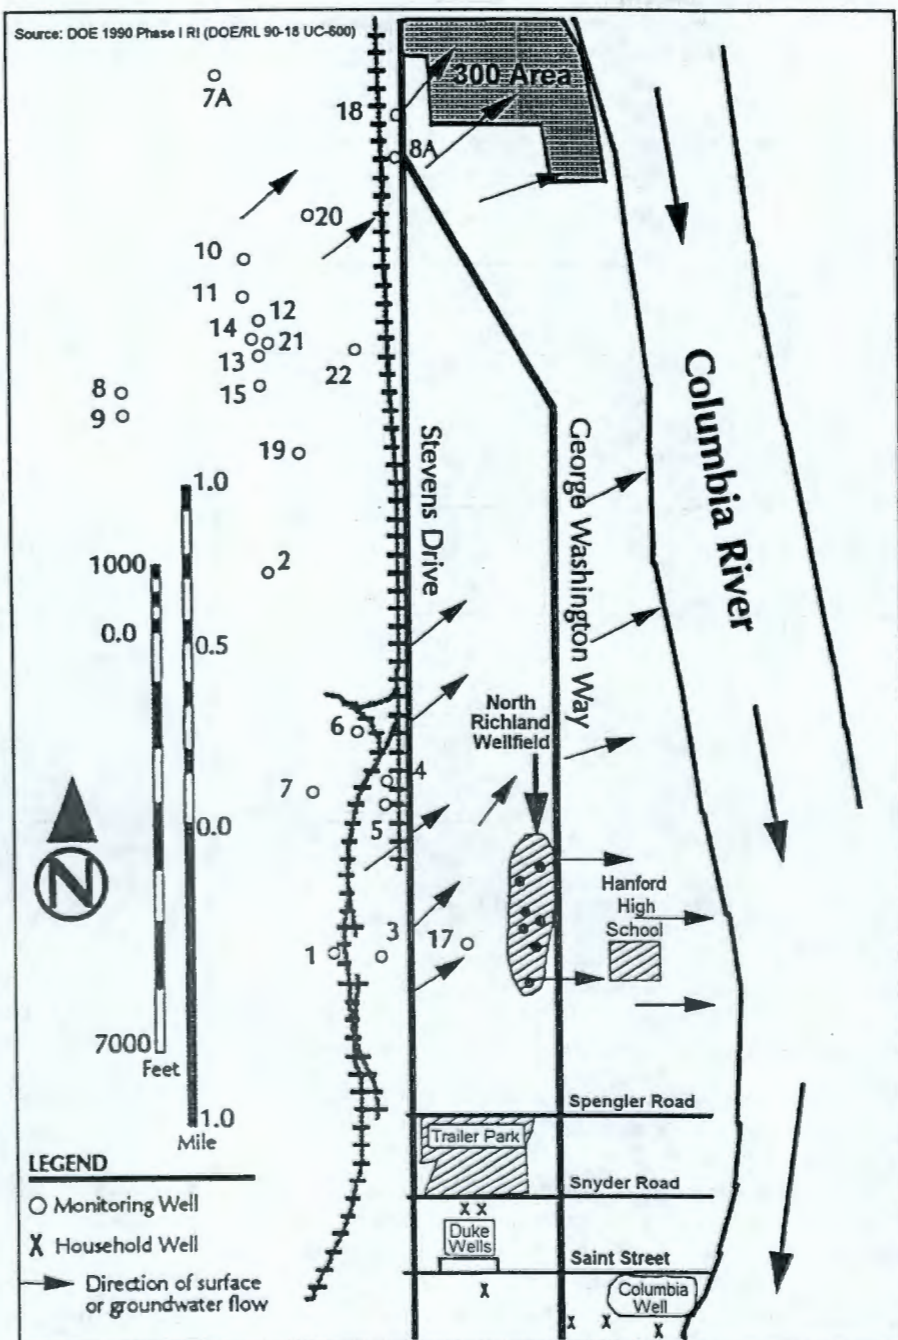 Source: DOE 1990 Phase I RI (DOE/RL 90-18 UC-600)
7A
18
300 Area
8A
20
10
11
12
14
21
13
22
15
8
9
19
Stevens Drive
George Washington Way
Columbia River
1.0
1000
2
0.0
0.5
North
Richland
Wellfield
6
4
7
5
0.0
N
Hanford
High
School
1
3
17
7000
Feet
1.0
Mile
Spengler Road
Trailer Park
Snyder Road
X X
Duke
Wells
Saint Street
X
Columbia
Well
X X X
LEGEND
Monitoring Well
X Household Well
Direction of surface
or groundwater flow